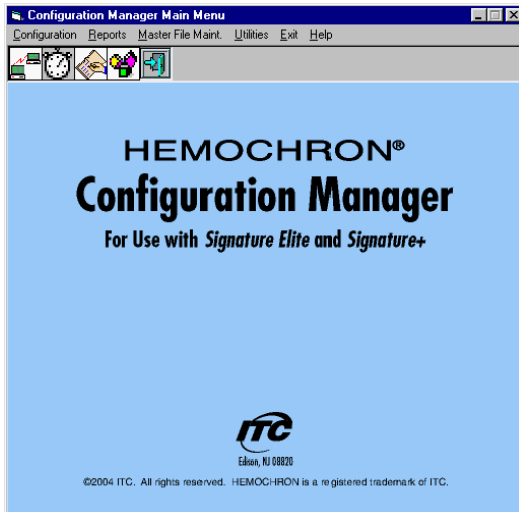 Configuration Manager Main Menu
Configuration Reports Master File Maint. Utilities Exit Help
HEMOCHRON®
Configuration Manager
For Use with Signature Elite and Signature+
ITC
Edison, NJ 08820
©2004 ITC. All rights reserved. HEMOCHRON is a registered trademark of ITC.